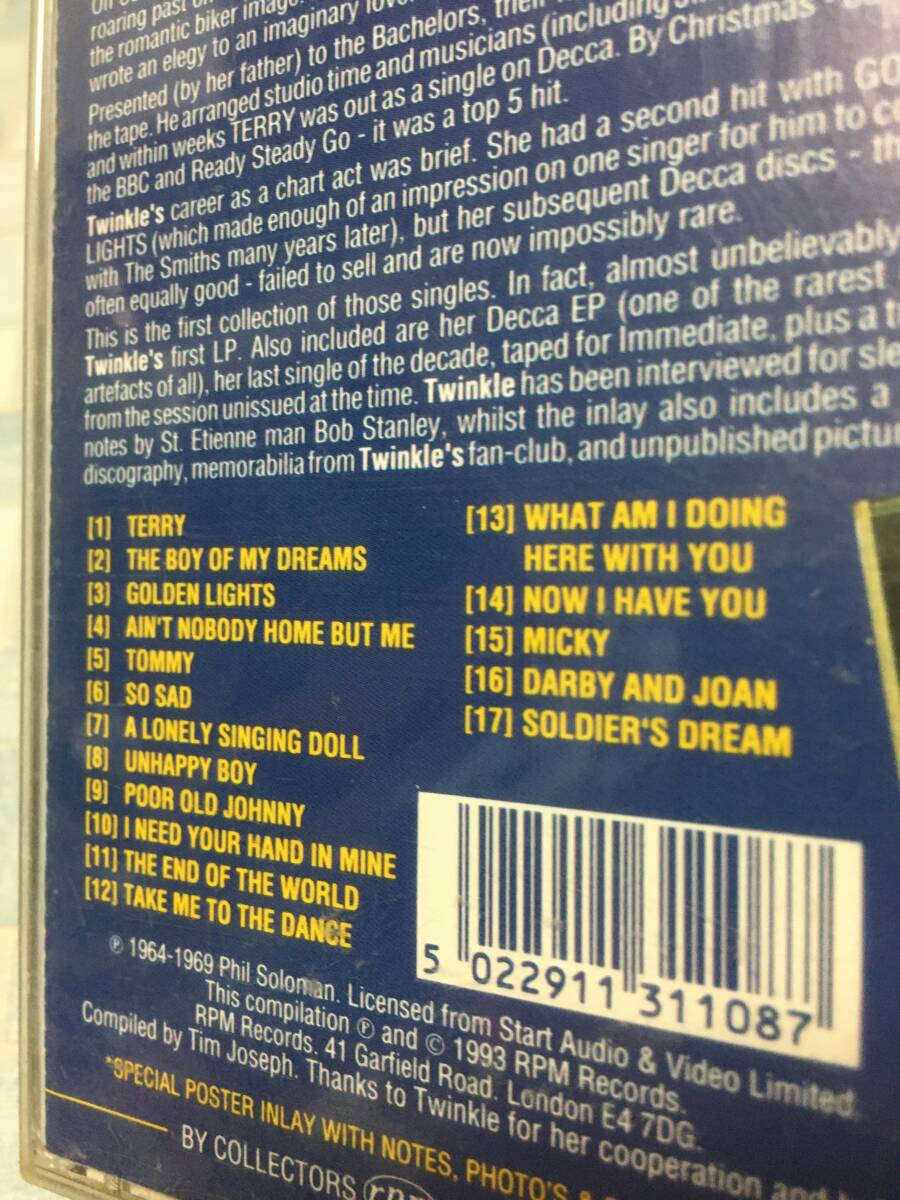 roaring past
the romantic biker image.
wrote an elegy to an imaginary
Presented (by her father) to the Bachelors, then
the tape. He arranged studio time and musicians (including
and within weeks TERRY was out as a single on Decca. By Christmas
the BBC and Ready Steady Go - it was a top 5 hit.
Twinkle's career as a chart act was brief. She had a second hit with GO
LIGHTS (which made enough of an impression on one singer for him to co
with The Smiths many years later), but her subsequent Decca discs - th
often equally good - failed to sell and are now impossibly rare.
This is the first collection of those singles. In fact, almost unbelievably
Twinkle's first LP. Also included are her Decca EP (one of the rarest
artefacts of all), her last single of the decade, taped for Immediate, plus a t
from the session unissued at the time. Twinkle has been interviewed for sle
notes by St. Etienne man Bob Stanley, whilst the inlay also includes a
discography, memorabilia from Twinkle's fan-club, and unpublished pictu
[1] TERRY
[2] THE BOY OF MY DREAMS
[3] GOLDEN LIGHTS
[4] AIN'T NOBODY HOME BUT ME
[5] TOMMY
[6] SO SAD
[7] A LONELY SINGING DOLL
[8] UNHAPPY BOY
[9] POOR OLD JOHNNY
[10] I NEED YOUR HAND IN MINE
[11] THE END OF THE WORLD
[12] TAKE ME TO THE DANCE
[13] WHAT AM I DOING
HERE WITH YOU
[14] NOW I HAVE YOU
[15] MICKY
[16] DARBY AND JOAN
[17] SOLDIER'S DREAM
5 022911 311087
℗ 1964-1969 Phil Soloman. Licensed from Start Audio & Video Limited.
This compilation ℗ and © 1993 RPM Records.
RPM Records. 41 Garfield Road. London E4 7DG.
Compiled by Tim Joseph. Thanks to Twinkle for her cooperation and
*SPECIAL POSTER INLAY WITH NOTES, PHOTO'S &
BY COLLECTORS rpm